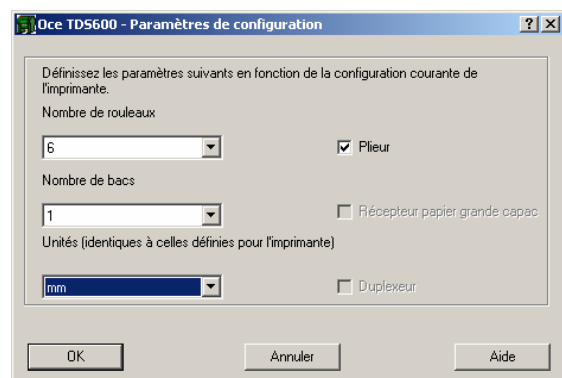 Oce TDS600 - Paramètres de configuration
Définissez les paramètres suivants en fonction de la configuration courante de
l'imprimante.
Nombre de rouleaux
6
Plieur
Nombre de bacs
1
Récepteur papier grande capac
Unités (identiques à celles définies pour l'imprimante)
mm
Duplexeur
OK
Annuler
Aide